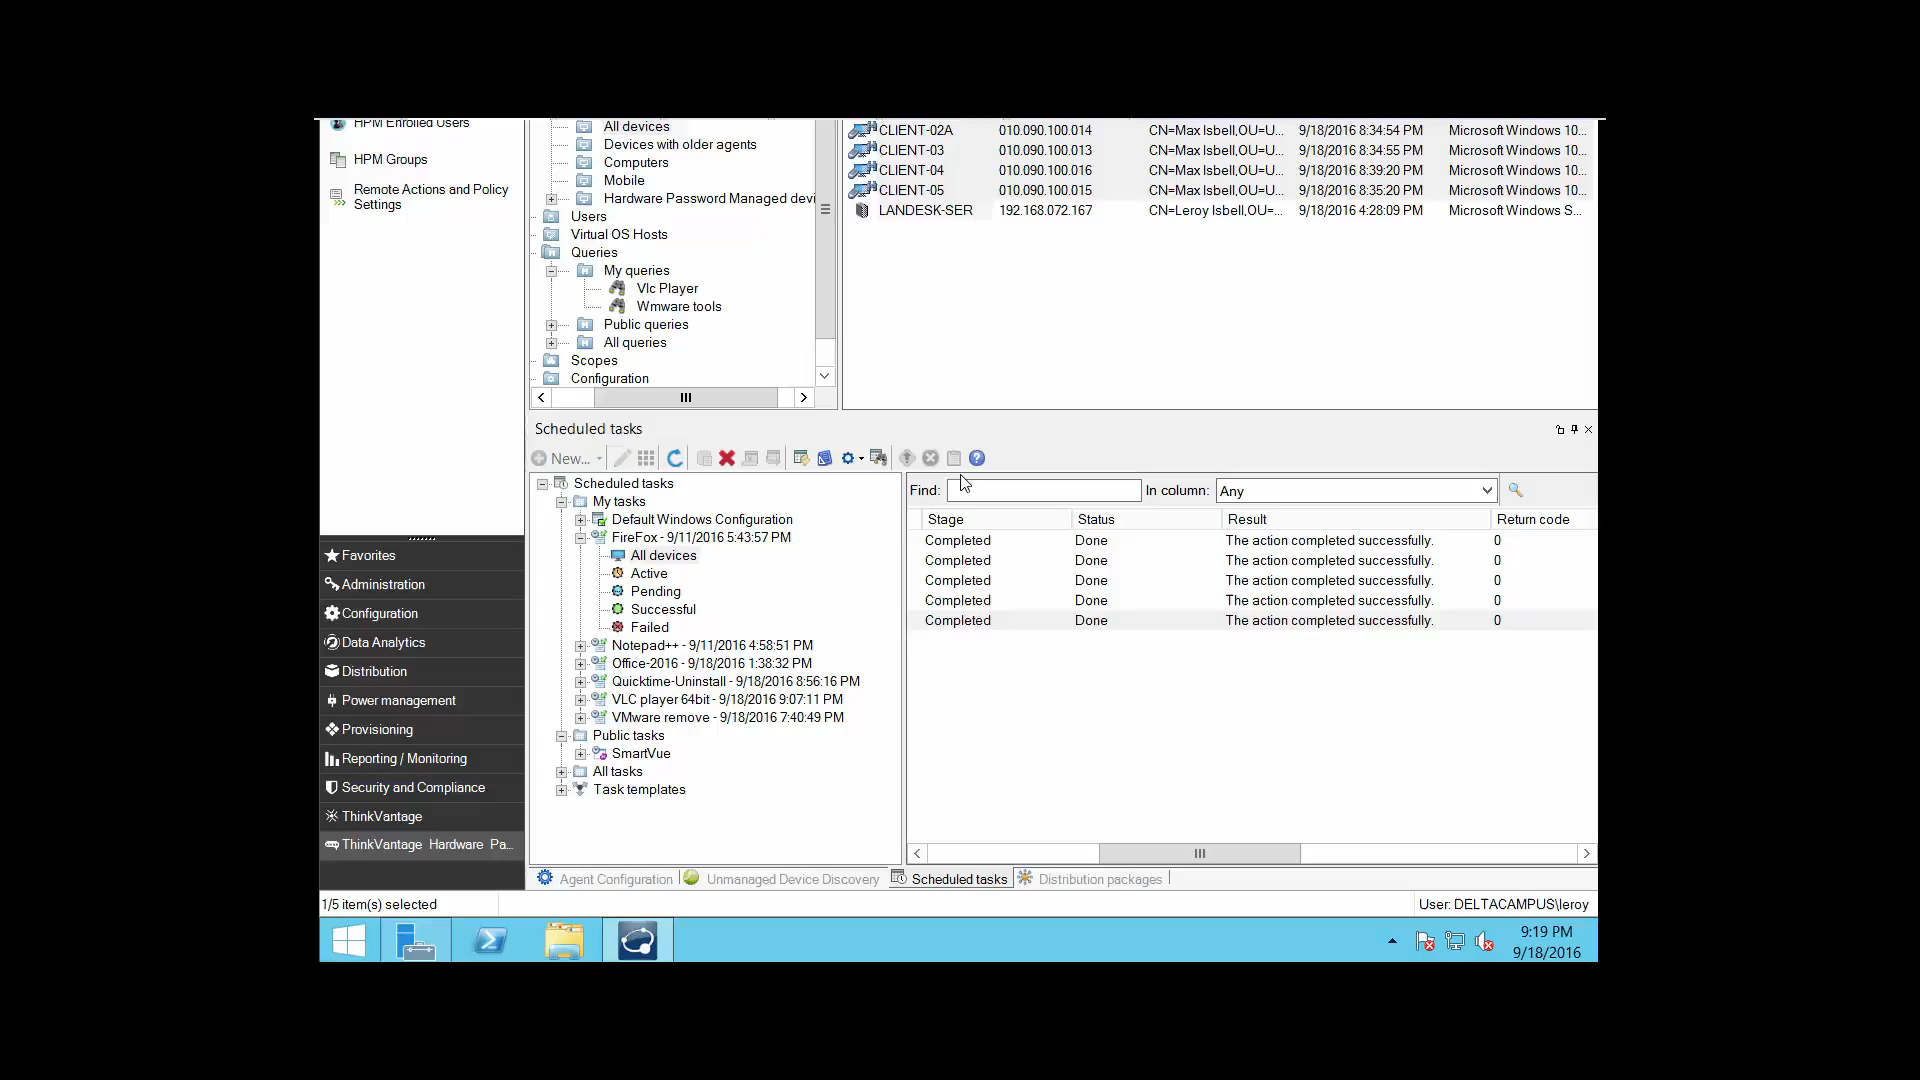 HPM Enrolled Users
HPM Groups
Remote Actions and Policy
Settings
All devices
Devices with older agents
Computers
Mobile
Hardware Password Managed devi
Users
Virtual OS Hosts
Queries
My queries
Vlc Player
Wmware tools
Public queries
All queries
Scopes
Configuration
CLIENT-02A 010.090.100.014 CN=Max Isbell,OU=U... 9/18/2016 8:34:54 PM Microsoft Windows 10...
CLIENT-03 010.090.100.013 CN=Max Isbell,OU=U... 9/18/2016 8:34:55 PM Microsoft Windows 10...
CLIENT-04 010.090.100.016 CN=Max Isbell,OU=U... 9/18/2016 8:39:20 PM Microsoft Windows 10...
CLIENT-05 010.090.100.015 CN=Max Isbell,OU=U... 9/18/2016 8:35:20 PM Microsoft Windows 10...
LANDESK-SER 192.168.072.167 CN=Leroy Isbell,OU=... 9/18/2016 4:28:09 PM Microsoft Windows S...
Favorites
Administration
Configuration
Data Analytics
Distribution
Power management
Provisioning
Reporting / Monitoring
Security and Compliance
ThinkVantage
ThinkVantage Hardware Pa...
Scheduled tasks
New...
Scheduled tasks
My tasks
Default Windows Configuration
FireFox - 9/11/2016 5:43:57 PM
All devices
Active
Pending
Successful
Failed
Notepad++ - 9/11/2016 4:58:51 PM
Office-2016 - 9/18/2016 1:38:32 PM
Quicktime-Uninstall - 9/18/2016 8:56:16 PM
VLC player 64bit - 9/18/2016 9:07:11 PM
VMware remove - 9/18/2016 7:40:49 PM
Public tasks
SmartVue
All tasks
Task templates
Find: In column: Any
Stage Status Result Return code
Completed Done The action completed successfully. 0
Completed Done The action completed successfully. 0
Completed Done The action completed successfully. 0
Completed Done The action completed successfully. 0
Completed Done The action completed successfully. 0
Agent Configuration Unmanaged Device Discovery Scheduled tasks Distribution packages
1/5 item(s) selected User: DELTACAMPUS\leroy
9:19 PM
9/18/2016